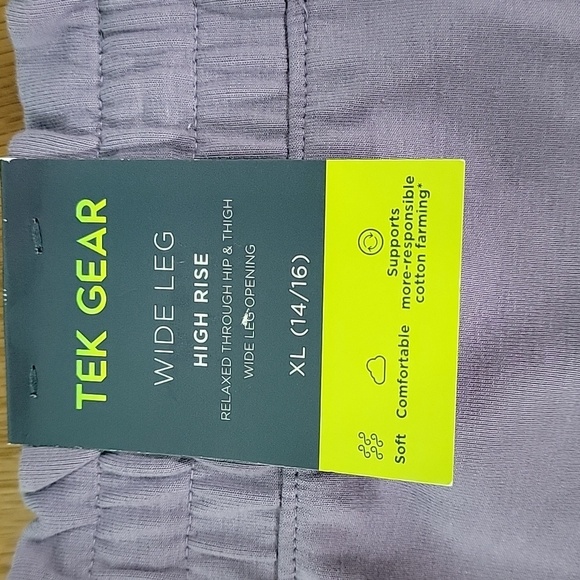 TEK GEAR
WIDE LEG
HIGH RISE
RELAXED THROUGH HIP & THIGH
WIDE LEG OPENING
XL (14/16)
Soft
Comfortable
Supports
more-responsible
cotton farming*